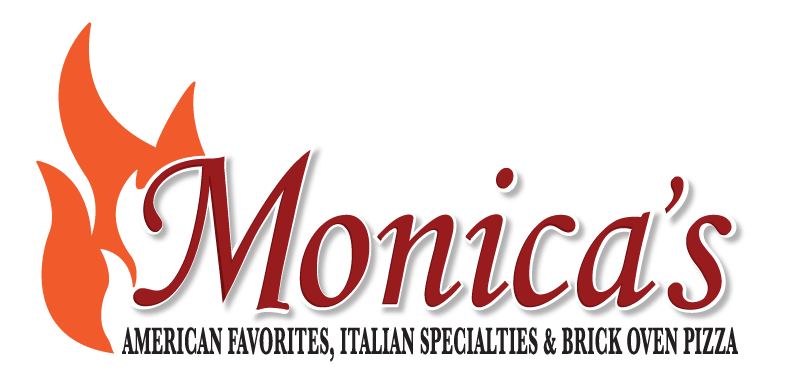 Monica's
AMERICAN FAVORITES, ITALIAN SPECIALTIES & BRICK OVEN PIZZA